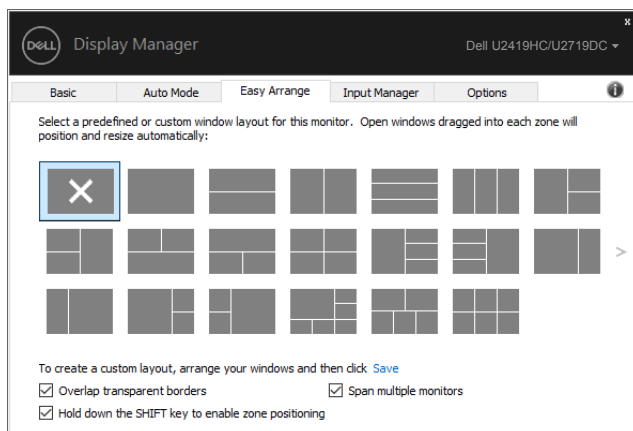 x
DELL Display Manager Dell U2419HC/U2719DC
Basic Auto Mode Easy Arrange Input Manager Options i
Select a predefined or custom window layout for this monitor. Open windows dragged into each zone will
position and resize automatically:
To create a custom layout, arrange your windows and then click Save
Overlap transparent borders Span multiple monitors
Hold down the SHIFT key to enable zone positioning